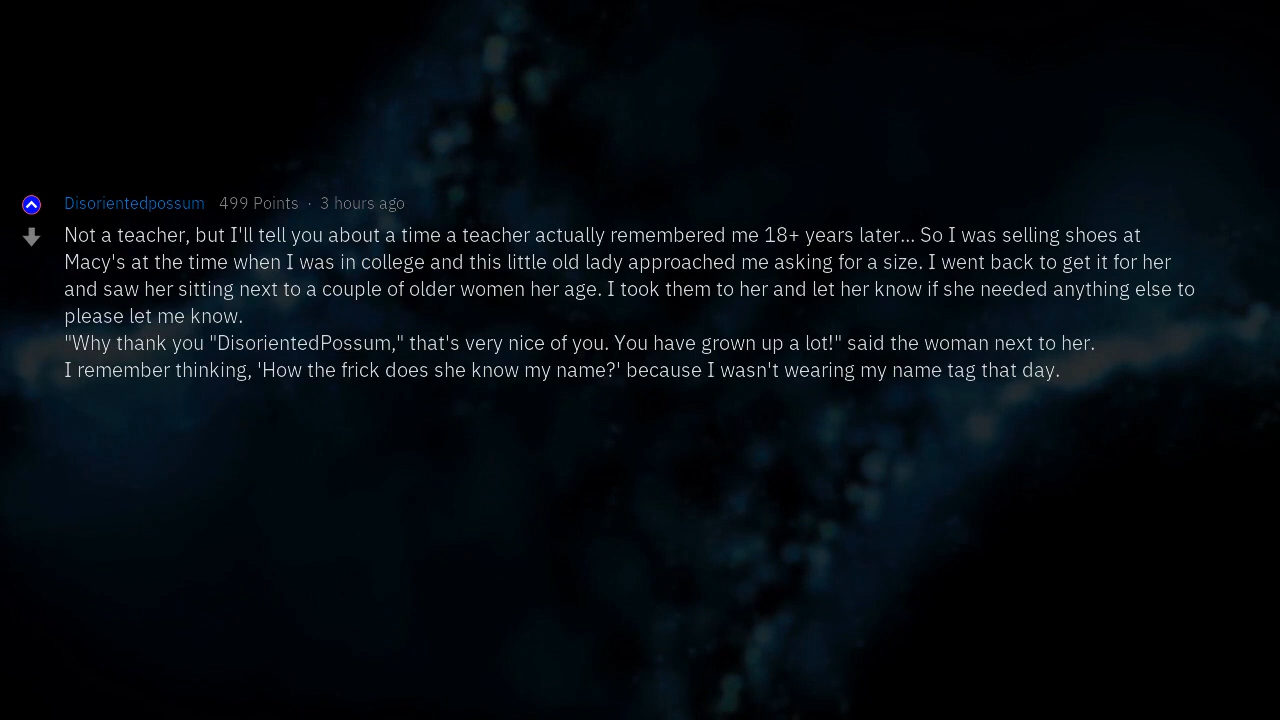 Disorientedpossum 499 Points · 3 hours ago
Not a teacher, but I'll tell you about a time a teacher actually remembered me 18+ years later... So I was selling shoes at
Macy's at the time when I was in college and this little old lady approached me asking for a size. I went back to get it for her
and saw her sitting next to a couple of older women her age. I took them to her and let her know if she needed anything else to
please let me know.
"Why thank you "DisorientedPossum," that's very nice of you. You have grown up a lot!" said the woman next to her.
I remember thinking, 'How the frick does she know my name?' because I wasn't wearing my name tag that day.